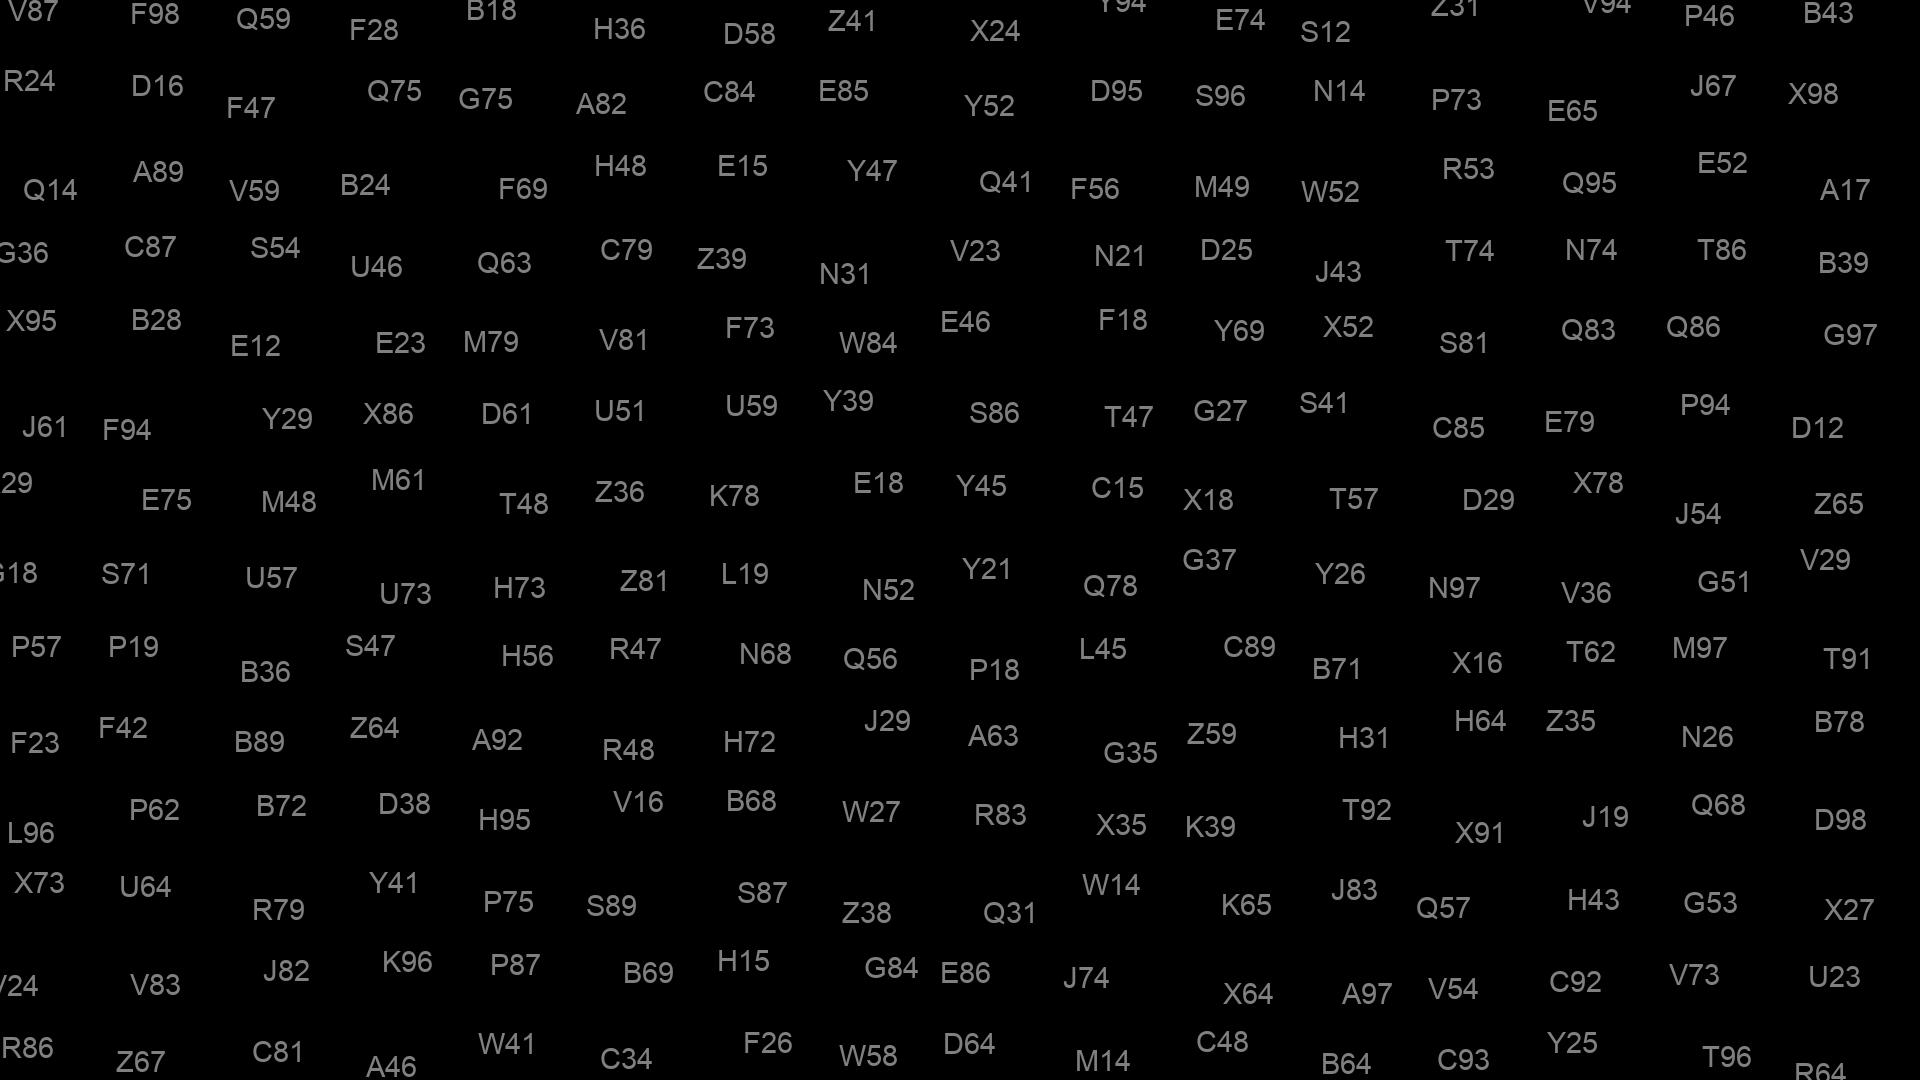 V87 F98 Q59 F28 B18 H36 D58 Z41 X24 Y94 E74 S12 Z31 V94 P46 B43
R24 D16 F47 Q75 G75 A82 C84 E85 Y52 D95 S96 N14 P73 E65 J67 X98
Q14 A89 V59 B24 F69 H48 E15 Y47 Q41 F56 M49 W52 R53 Q95 E52 A17
G36 C87 S54 U46 Q63 C79 Z39 N31 V23 N21 D25 J43 T74 N74 T86 B39
X95 B28 E12 E23 M79 V81 F73 W84 E46 F18 Y69 X52 S81 Q83 Q86 G97
J61 F94 Y29 X86 D61 U51 U59 Y39 S86 T47 G27 S41 C85 E79 P94 D12
29 E75 M48 M61 T48 Z36 K78 E18 Y45 C15 X18 T57 D29 X78 J54 Z65
G18 S71 U57 U73 H73 Z81 L19 N52 Y21 Q78 G37 Y26 N97 V36 G51 V29
P57 P19 B36 S47 H56 R47 N68 Q56 P18 L45 C89 B71 X16 T62 M97 T91
F23 F42 B89 Z64 A92 R48 H72 J29 A63 G35 Z59 H31 H64 Z35 N26 B78
L96 P62 B72 D38 H95 V16 B68 W27 R83 X35 K39 T92 X91 J19 Q68 D98
X73 U64 R79 Y41 P75 S89 S87 Z38 Q31 W14 K65 J83 Q57 H43 G53 X27
V24 V83 J82 K96 P87 B69 H15 G84 E86 J74 X64 A97 V54 C92 V73 U23
R86 Z67 C81 A46 W41 C34 F26 W58 D64 M14 C48 B64 C93 Y25 T96 R64